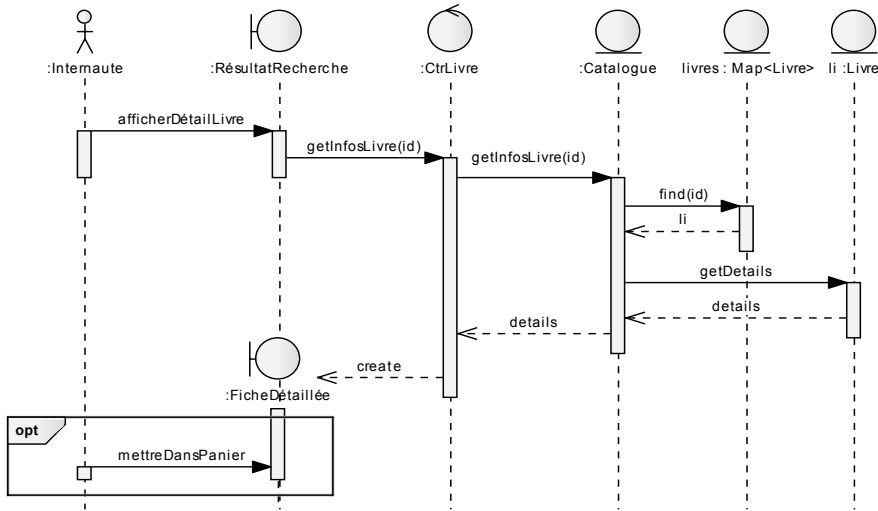 :Internaute
:RésultatRecherche
:CtrLivre
:Catalogue
livres : Map<Livre>
li :Livre
afficherDétailLivre
getInfosLivre(id)
getInfosLivre(id)
find(id)
li
getDetails
details
details
create
:FicheDétaillée
opt
mettreDansPanier